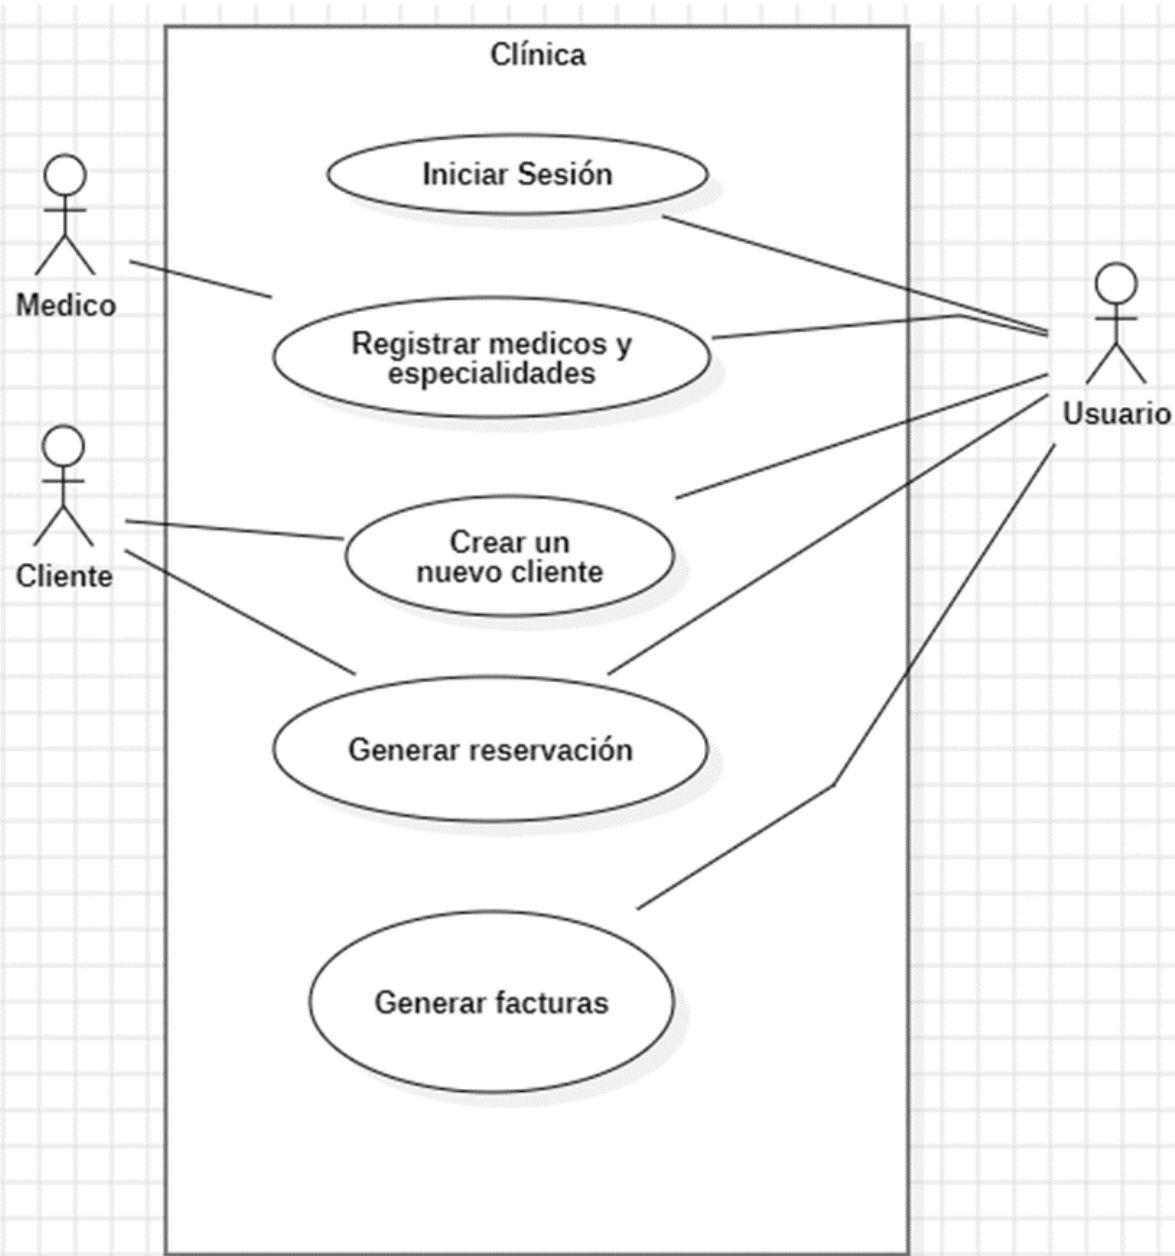 Clínica
Iniciar Sesión
Medico
Registrar medicos y
especialidades
Usuario
Cliente
Crear un
nuevo cliente
Generar reservación
Generar facturas